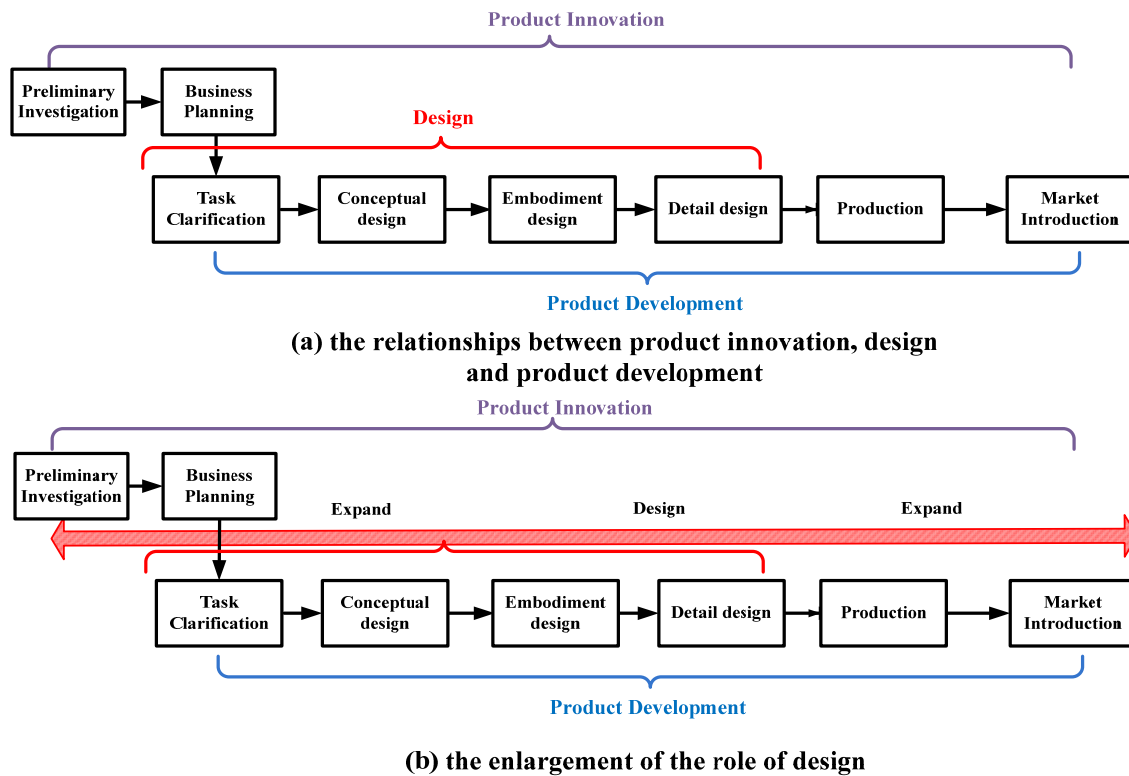 Product Innovation
Preliminary
Investigation
Business
Planning
Design
Task
Clarification
Conceptual
design
Embodiment
design
Detail design
Production
Market
Introduction
Product Development
(a) the relationships between product innovation, design
and product development
Product Innovation
Preliminary
Investigation
Business
Planning
Expand
Design
Expand
Task
Clarification
Conceptual
design
Embodiment
design
Detail design
Production
Market
Introduction
Product Development
(b) the enlargement of the role of design